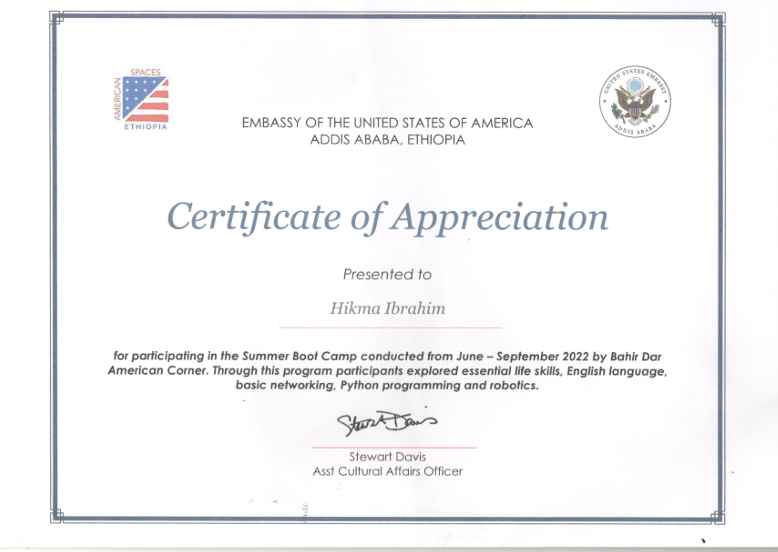 AMERICAN
SPACES
ETHIOPIA
UNITED STATES EMBASSY
ADDIS ABABA
EMBASSY OF THE UNITED STATES OF AMERICA
ADDIS ABABA, ETHIOPIA
Certificate of Appreciation
Presented to
Hikma Ibrahim
for participating in the Summer Boot Camp conducted from June – September 2022 by Bahir Dar
American Corner. Through this program participants explored essential life skills, English language,
basic networking, Python programming and robotics.
Stewart Davis
Stewart Davis
Asst Cultural Affairs Officer